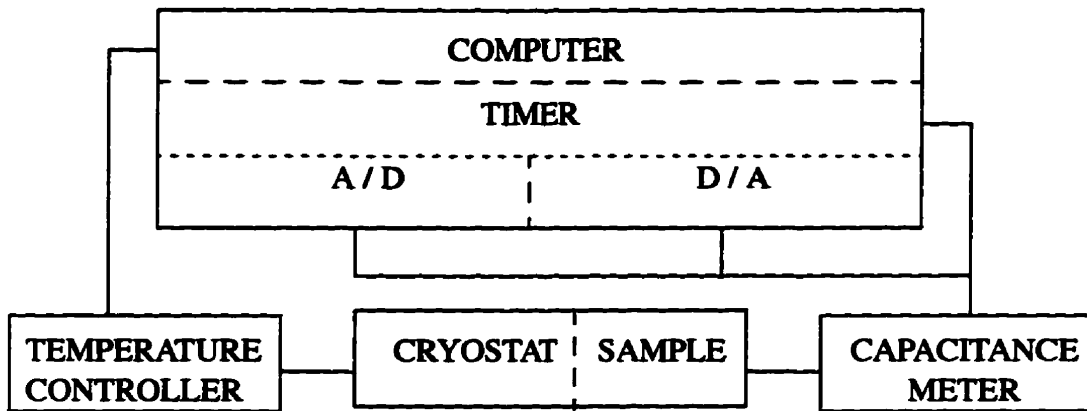 COMPUTER
TIMER
A / D
D / A
TEMPERATURE
CONTROLLER
CRYOSTAT
SAMPLE
CAPACITANCE
METER